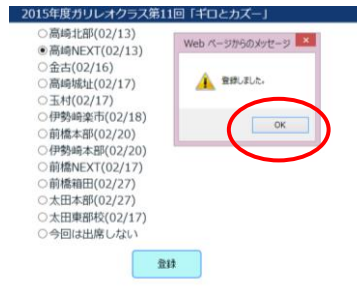 2015年度ガリレオクラス第11回「ギロとカズー」
○高崎北部(02/13)
◉高崎NEXT(02/13)
○金古(02/16)
○高崎城址(02/17)
○玉村(02/17)
○伊勢崎楽市(02/18)
○前橋本部(02/20)
○伊勢崎本部(02/20)
○前橋NEXT(02/17)
○前橋箱田(02/27)
○太田本部(02/27)
○太田東部校(02/17)
○今回は出席しない
登録
Web ページからのメッセージ
登録しました。
OK